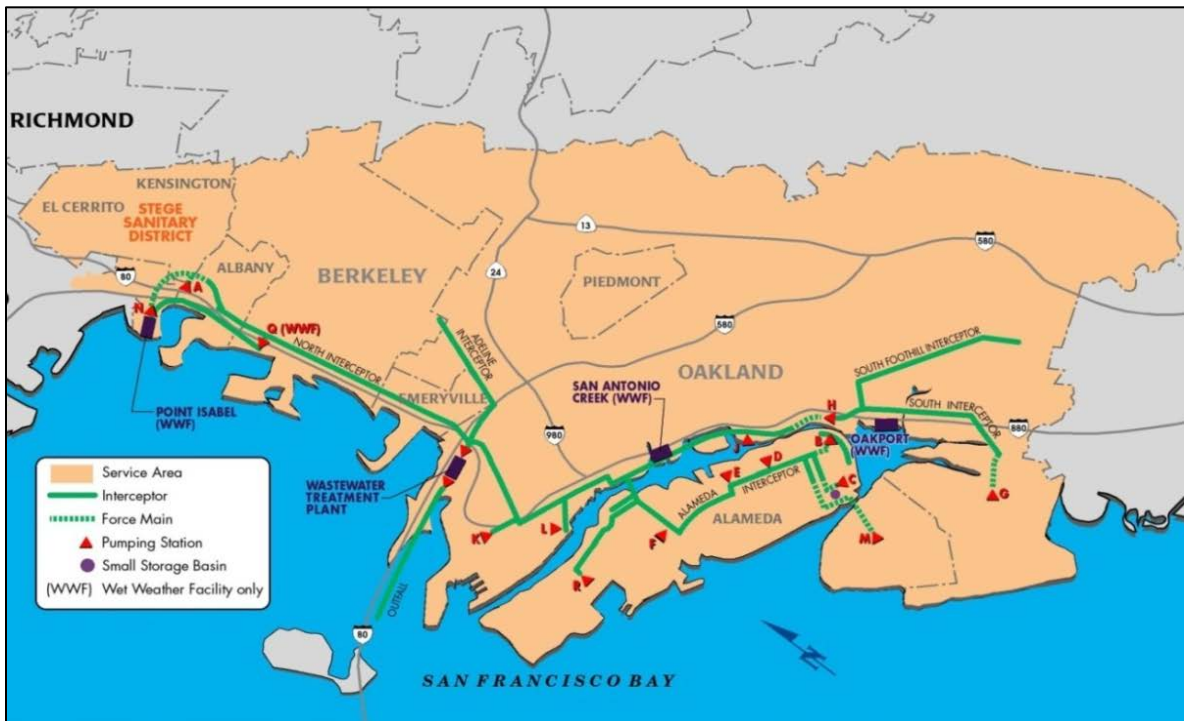 RICHMOND
KENSINGTON
EL CERRITO
STEGE
SANITARY
DISTRICT
ALBANY
BERKELEY
PIEDMONT
OAKLAND
13
580
24
80
580
980
880
80
N
A
Q (WWF)
NORTH INTERCEPTOR
ADELINE
INTERCEPTOR
EMERYVILLE
POINT ISABEL
(WWF)
SAN ANTONIO
CREEK (WWF)
SOUTH FOOTHILL INTERCEPTOR
SOUTH INTERCEPTOR
H
J
B
OAKPORT
(WWF)
WASTEWATER
TREATMENT
PLANT
E
D
C
G
ALAMEDA
INTERCEPTOR
ALAMEDA
K
L
F
M
R
OUTFALL
Service Area
Interceptor
Force Main
Pumping Station
Small Storage Basin
(WWF) Wet Weather Facility only
SAN FRANCISCO BAY
N